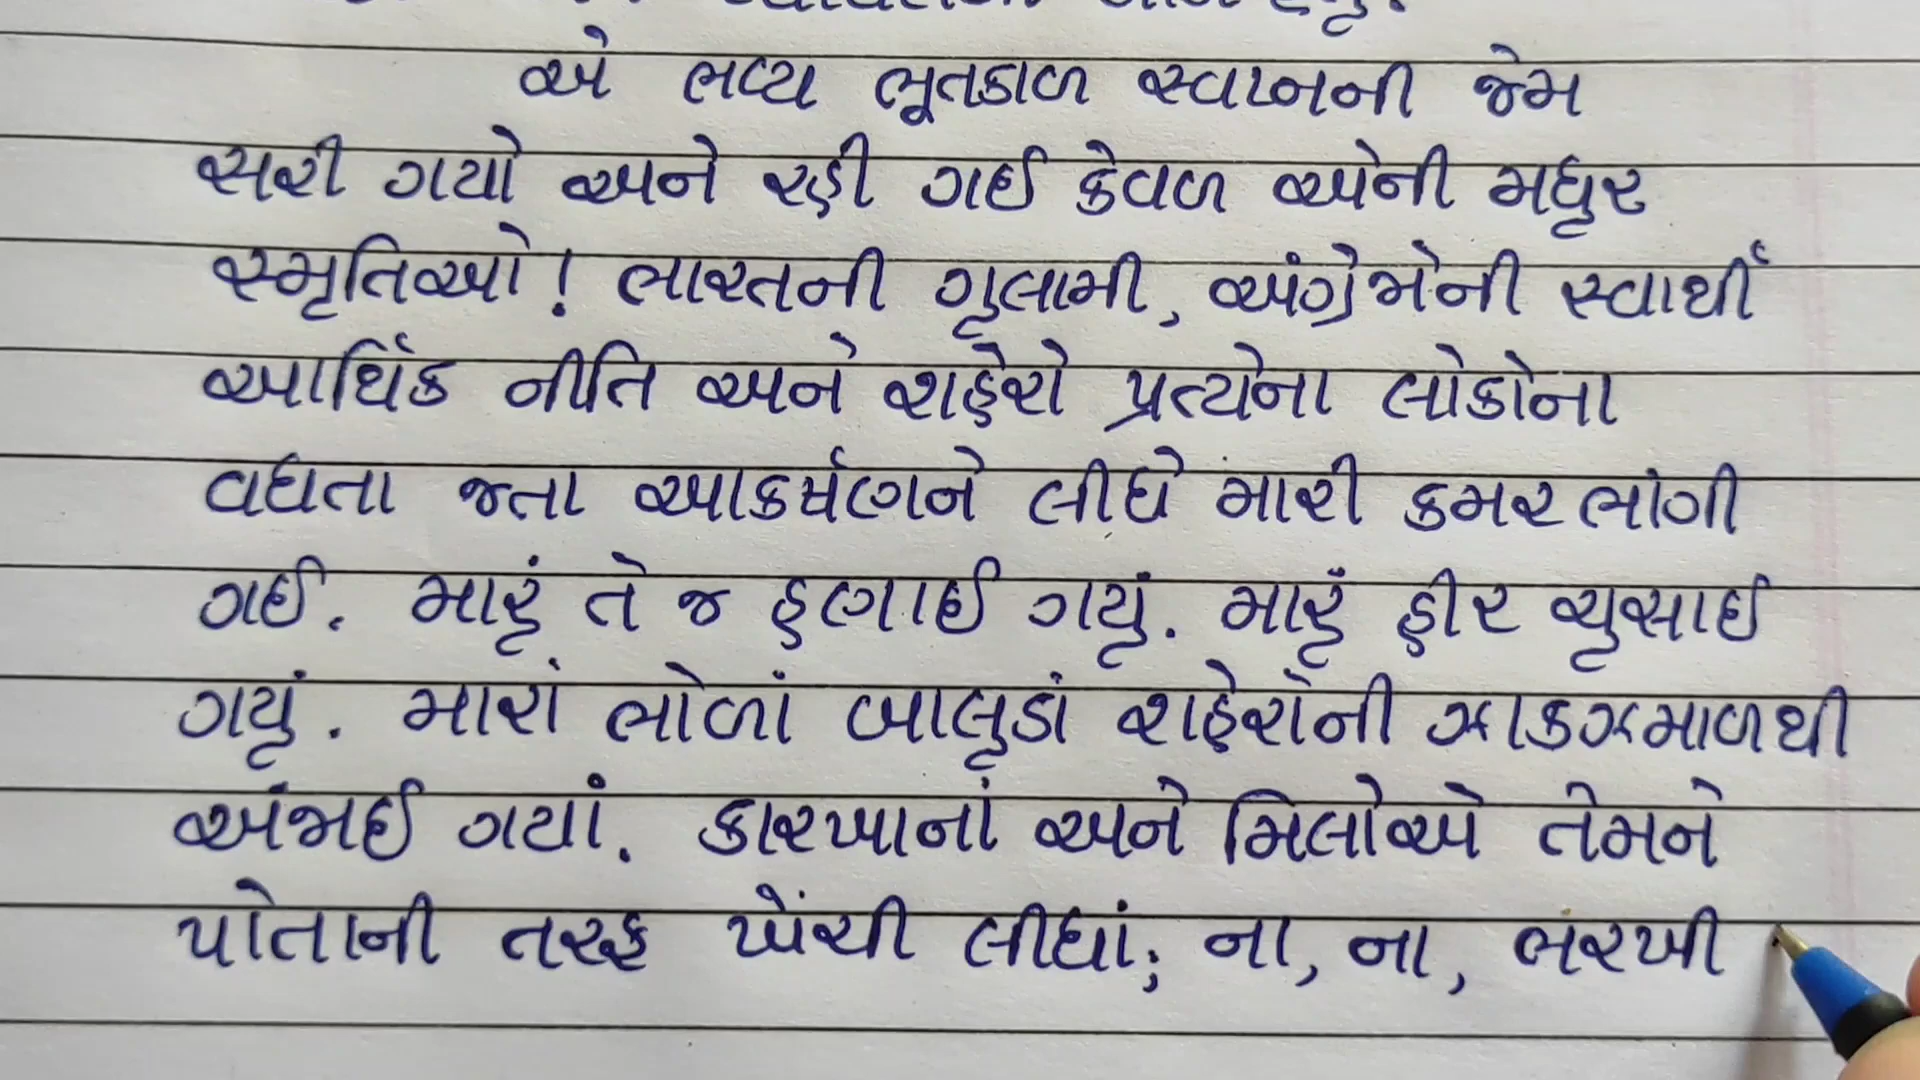 એ ભવ્ય ભૂતકાળ સ્વપ્નની જેમ
સરી ગયો અને રહી ગઈ કેવળ એની મધુર
સ્મૃતિઓ! ભારતની ગુલામી, અંગ્રેજોની સ્વાર્થી
આર્થિક નીતિ અને શહેરો પ્રત્યેના લોકોના
વધતા જતા આકર્ષણને લીધે મારી કમર ભાંગી
ગઈ. મારું તેજ હણાઈ ગયું. મારું હીર ચુસાઈ
ગયું. મારાં ભોળાં બાલુડાં શહેરોની ઝાકઝમાળથી
અંજાઈ ગયાં. કારખાનાં અને મિલોએ તેમને
પોતાની તરફ ખેંચી લીધાં; ના, ના, ભરખી